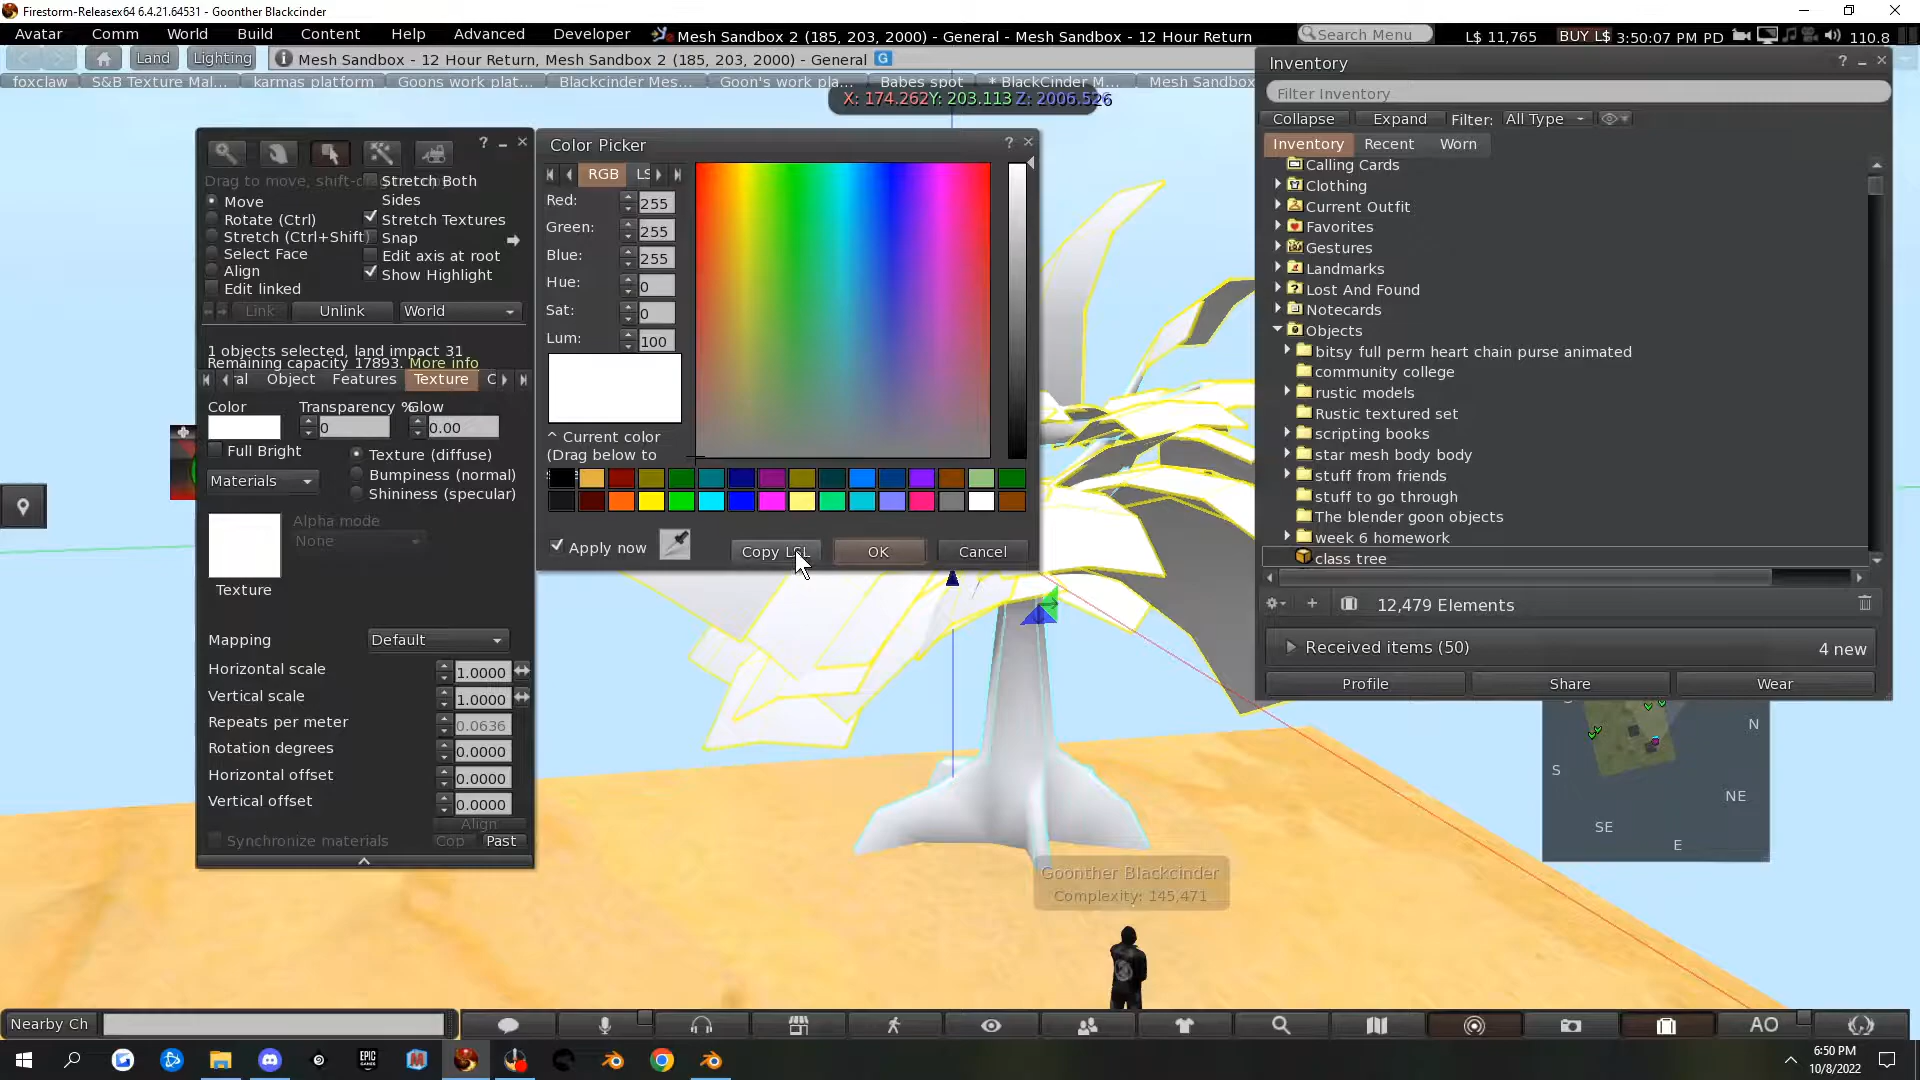 Firestorm-Releasex64 6.4.21.64531 - Goonther Blackcinder
Avatar Comm World Build Content Help Advanced Developer Mesh Sandbox 2 (185, 203, 2000) - General - Mesh Sandbox - 12 Hour Return Search Menu L$ 11,765 BUY L$ 3:50:07 PM PD 110.8
Land Lighting Mesh Sandbox - 12 Hour Return, Mesh Sandbox 2 (185, 203, 2000) - General G
foxclaw S&B Texture Mal... karmas platform Goons work plat... Blackcinder Mes... Goon's work pla... Babes spot * BlackCinder M... Mesh Sandbox
X: 174.262 Y: 203.113 Z: 2006.526
Drag to move, shift-
Stretch Both
Sides
Move
Rotate (Ctrl)
Stretch Textures
Stretch (Ctrl+Shift)
Snap
Select Face
Edit axis at root
Align
Show Highlight
Edit linked
Link Unlink World
1 objects selected, land impact 31
Remaining capacity 17893. More info
al Object Features Texture C
Color Transparency % Glow
0 0.00
Full Bright
Texture (diffuse)
Materials
Bumpiness (normal)
Shininess (specular)
Alpha mode
None
Texture
Mapping Default
Horizontal scale 1.0000
Vertical scale 1.0000
Repeats per meter 0.0636
Rotation degrees 0.0000
Horizontal offset 0.0000
Vertical offset 0.0000
Align
Synchronize materials Cop Past
Color Picker
RGB LS
Red: 255
Green: 255
Blue: 255
Hue: 0
Sat: 0
Lum: 100
^ Current color
(Drag below to
Apply now Copy LSL OK Cancel
Inventory
Filter Inventory
Collapse Expand Filter: All Type
Inventory Recent Worn
Calling Cards
Clothing
Current Outfit
Favorites
Gestures
Landmarks
Lost And Found
Notecards
Objects
bitsy full perm heart chain purse animated
community college
rustic models
Rustic textured set
scripting books
star mesh body body
stuff from friends
stuff to go through
The blender goon objects
week 6 homework
class tree
12,479 Elements
Received items (50) 4 new
Profile Share Wear
N
S
NE
SE
E
Goonther Blackcinder
Complexity: 145,471
Nearby Ch
AO
EPIC GAMES
6:50 PM
10/8/2022